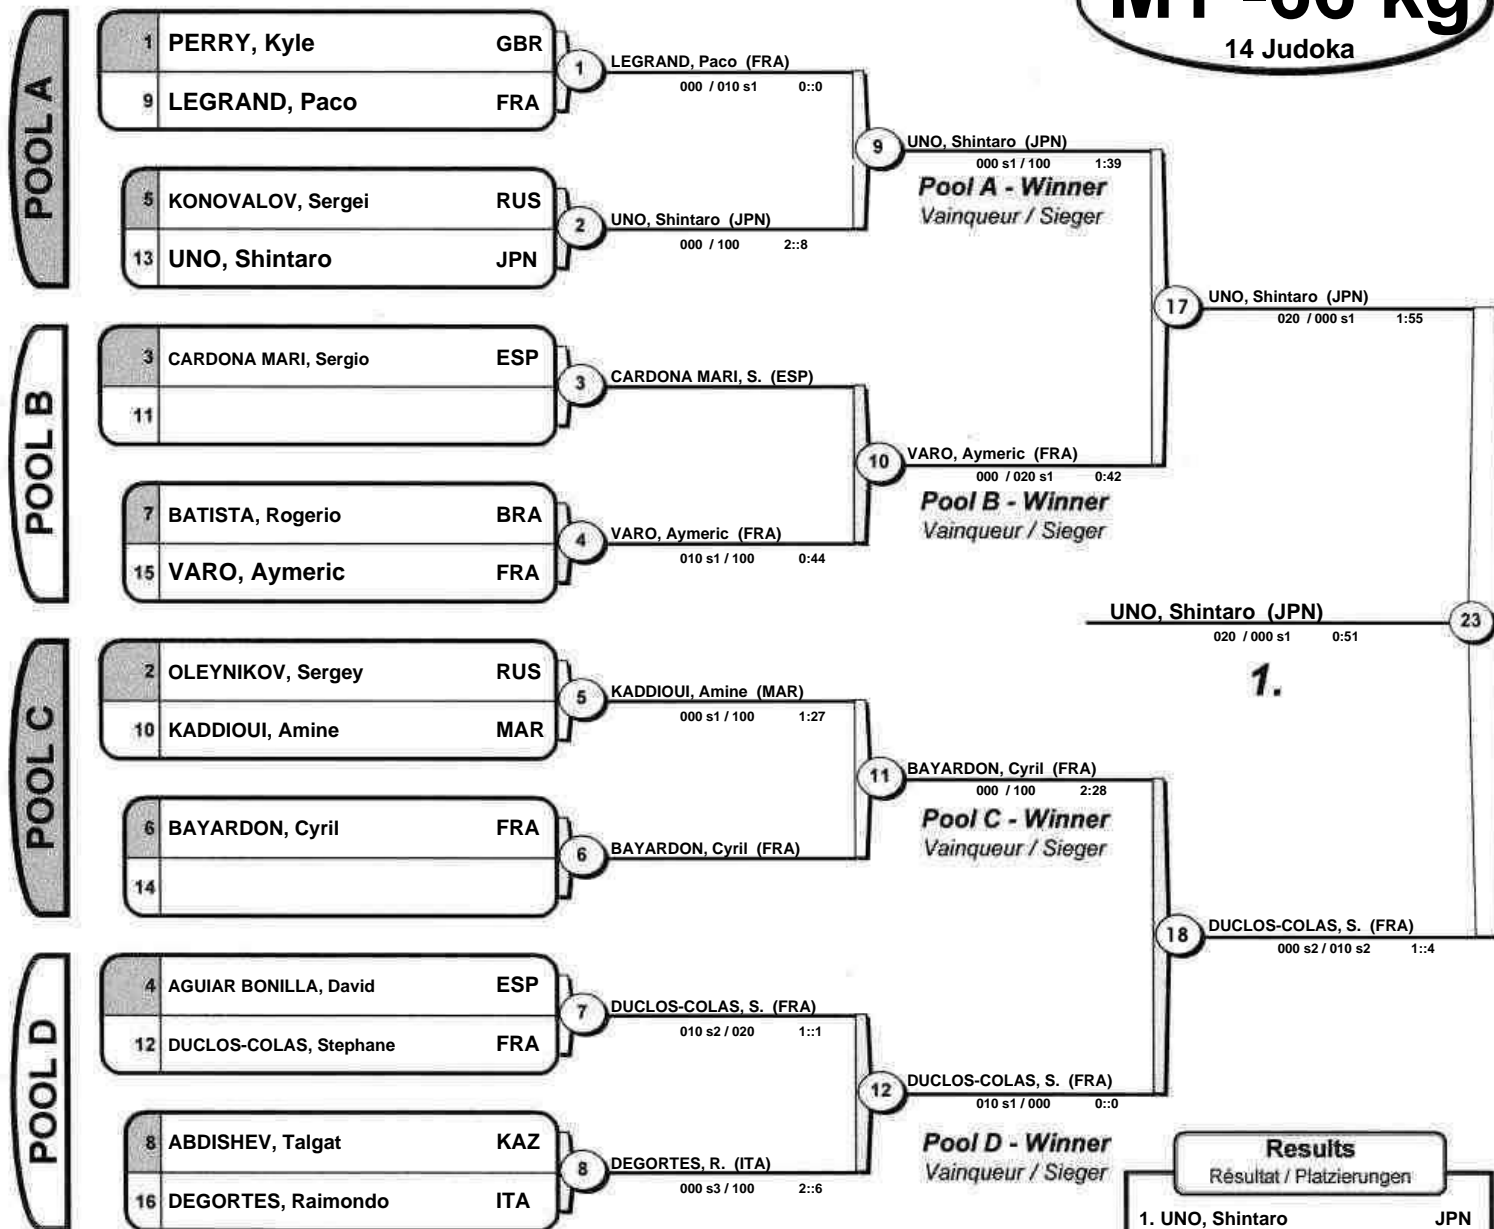 M1 -66 kg
14 Judoka
POOL A
1 PERRY, Kyle GBR
9 LEGRAND, Paco FRA
1
LEGRAND, Paco (FRA)
000 / 010 s1 0::0
5 KONOVALOV, Sergei RUS
13 UNO, Shintaro JPN
2
UNO, Shintaro (JPN)
000 / 100 2::8
9
UNO, Shintaro (JPN)
000 s1 / 100 1:39
Pool A - Winner
Vainqueur / Sieger
POOL B
3 CARDONA MARI, Sergio ESP
11
3
CARDONA MARI, S. (ESP)
7 BATISTA, Rogerio BRA
15 VARO, Aymeric FRA
4
VARO, Aymeric (FRA)
010 s1 / 100 0:44
10
VARO, Aymeric (FRA)
000 / 020 s1 0:42
Pool B - Winner
Vainqueur / Sieger
17
UNO, Shintaro (JPN)
020 / 000 s1 1:55
UNO, Shintaro (JPN)
020 / 000 s1 0:51
23
1.
POOL C
2 OLEYNIKOV, Sergey RUS
10 KADDIOUI, Amine MAR
5
KADDIOUI, Amine (MAR)
000 s1 / 100 1:27
6 BAYARDON, Cyril FRA
14
6
BAYARDON, Cyril (FRA)
11
BAYARDON, Cyril (FRA)
000 / 100 2:28
Pool C - Winner
Vainqueur / Sieger
18
DUCLOS-COLAS, S. (FRA)
000 s2 / 010 s2 1::4
POOL D
4 AGUIAR BONILLA, David ESP
12 DUCLOS-COLAS, Stephane FRA
7
DUCLOS-COLAS, S. (FRA)
010 s2 / 020 1::1
8 ABDISHEV, Talgat KAZ
16 DEGORTES, Raimondo ITA
8
DEGORTES, R. (ITA)
000 s3 / 100 2::6
12
DUCLOS-COLAS, S. (FRA)
010 s1 / 000 0::0
Pool D - Winner
Vainqueur / Sieger
Results
Résultat / Platzierungen
1. UNO, Shintaro JPN